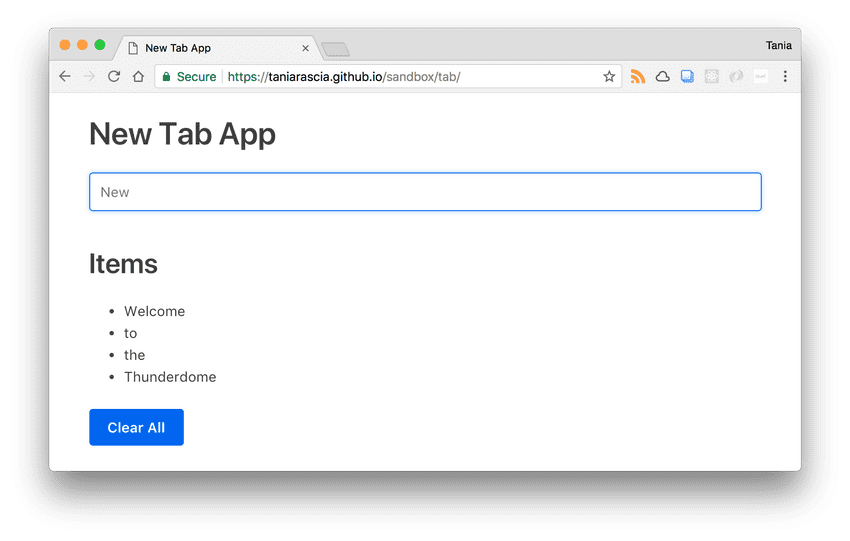 New Tab App
Tania
Secure https://taniarascia.github.io/sandbox/tab/
New Tab App
New
Items
Welcome
to
the
Thunderdome
Clear All